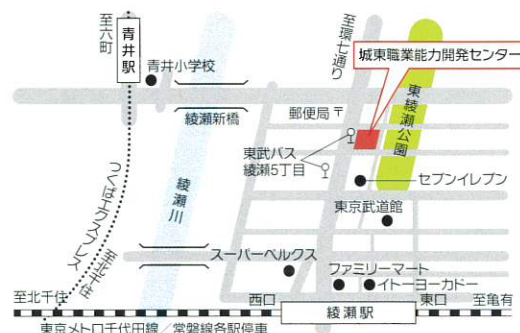 至六町
青井駅
青井小学校
至環七通り
城東職業能力開発センター
綾瀬新橋
郵便局〒
東綾瀬公園
東武バス
綾瀬5丁目
セブンイレブン
綾瀬川
東京武道館
つくばエクスプレス
至北千住
スーパーベルクス
ファミリーマート
イトーヨーカドー
至北千住
西口
綾瀬駅
東口
至亀有
東京メトロ千代田線／常磐線各駅停車